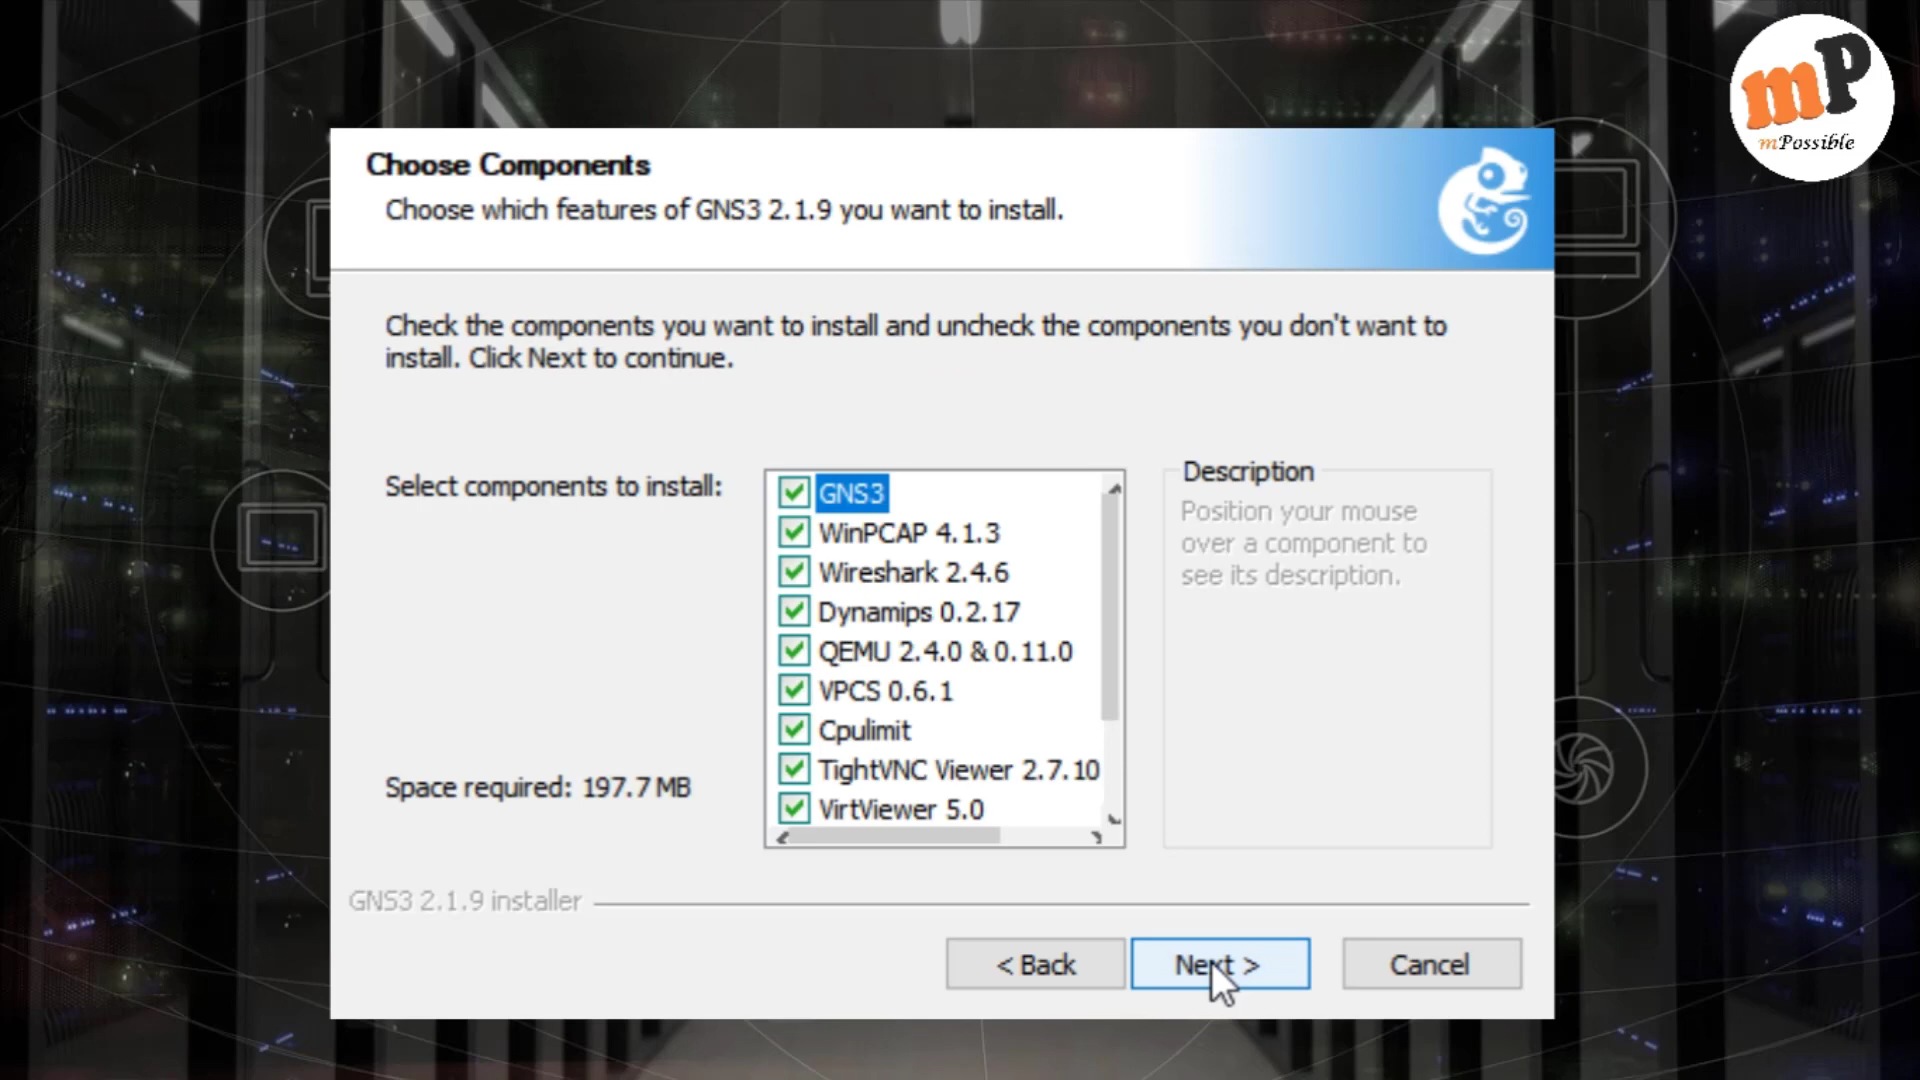 mP
mPossible
Choose Components
Choose which features of GNS3 2.1.9 you want to install.
Check the components you want to install and uncheck the components you don't want to
install. Click Next to continue.
Select components to install:
GNS3
WinPCAP 4.1.3
Wireshark 2.4.6
Dynamips 0.2.17
QEMU 2.4.0 & 0.11.0
VPCS 0.6.1
Cpulimit
TightVNC Viewer 2.7.10
VirtViewer 5.0
Description
Position your mouse
over a component to
see its description.
Space required: 197.7 MB
GNS3 2.1.9 installer
< Back
Next >
Cancel